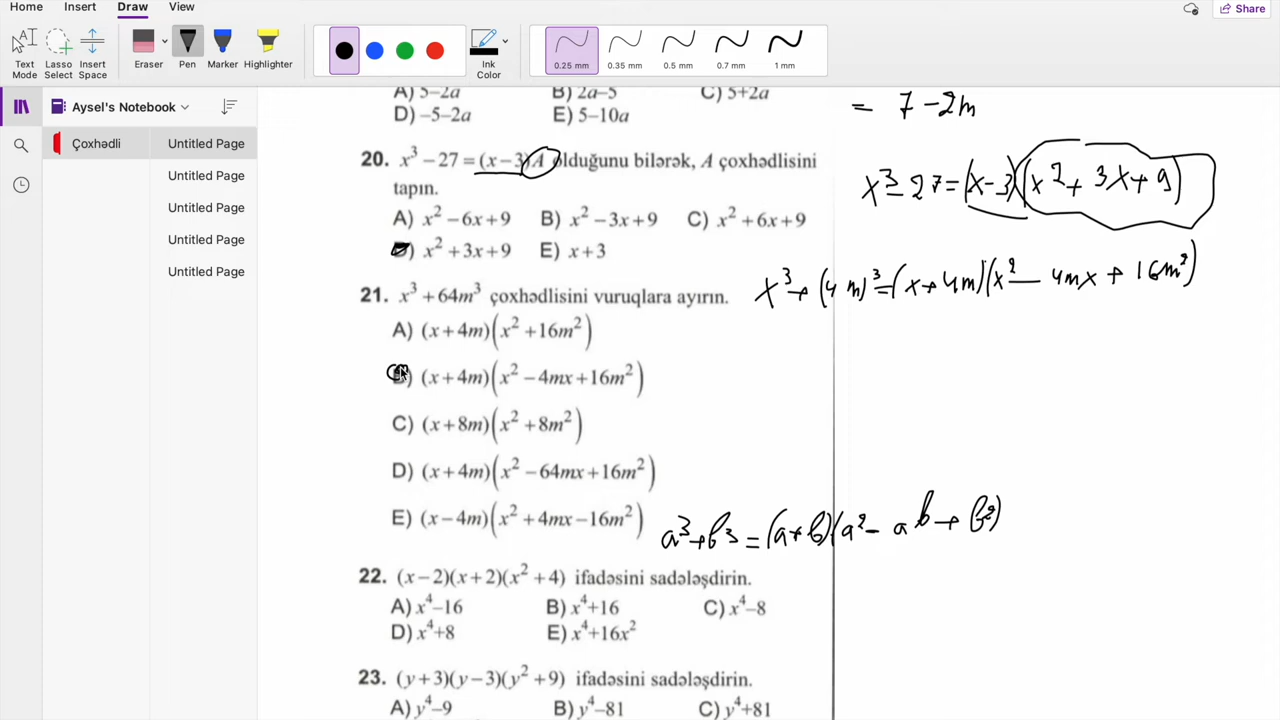 Home Insert Draw View
Share
Text Mode
Lasso Select
Insert Space
Eraser
Pen
Marker
Highlighter
Ink Color
0.25 mm
0.35 mm
0.5 mm
0.7 mm
1 mm
Aysel's Notebook
Çoxhədli
Untitled Page
Untitled Page
Untitled Page
Untitled Page
Untitled Page
A) 5–2a B) 2a–5 C) 5+2a
D) –5–2a E) 5–10a
20. x³ – 27 = (x – 3)A olduğunu bilərək, A çoxhədlisini
tapın.
A) x² – 6x + 9 B) x² – 3x + 9 C) x² + 6x + 9
x² + 3x + 9 E) x + 3
21. x³ + 64m³ çoxhədlisini vuruqlara ayırın.
A) (x + 4m)(x² + 16m²)
(x + 4m)(x² – 4mx + 16m²)
C) (x + 8m)(x² + 8m²)
D) (x + 4m)(x² – 64mx + 16m²)
E) (x – 4m)(x² + 4mx – 16m²)
22. (x – 2)(x + 2)(x² + 4) ifadəsini sadələşdirin.
A) x⁴–16 B) x⁴+16 C) x⁴–8
D) x⁴+8 E) x⁴+16x²
23. (y + 3)(y – 3)(y² + 9) ifadəsini sadələşdirin.
A) y⁴–9 B) y⁴–81 C) y⁴+81
= 7 – 2m
x³ – 27 = (x – 3)(x² + 3x + 9)
x³ + (4m)³ = (x + 4m)(x² – 4mx + 16m²)
a³ + b³ = (a + b)(a² – ab + b²)